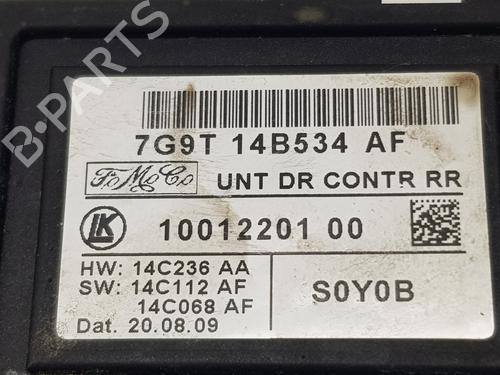 B-PARTS
7G9T 14B534 AF
FoMoCo UNT DR CONTR RR
LK 10012201 00
HW: 14C236 AA
SW: 14C112 AF
14C068 AF
Dat. 20.08.09
S0Y0B